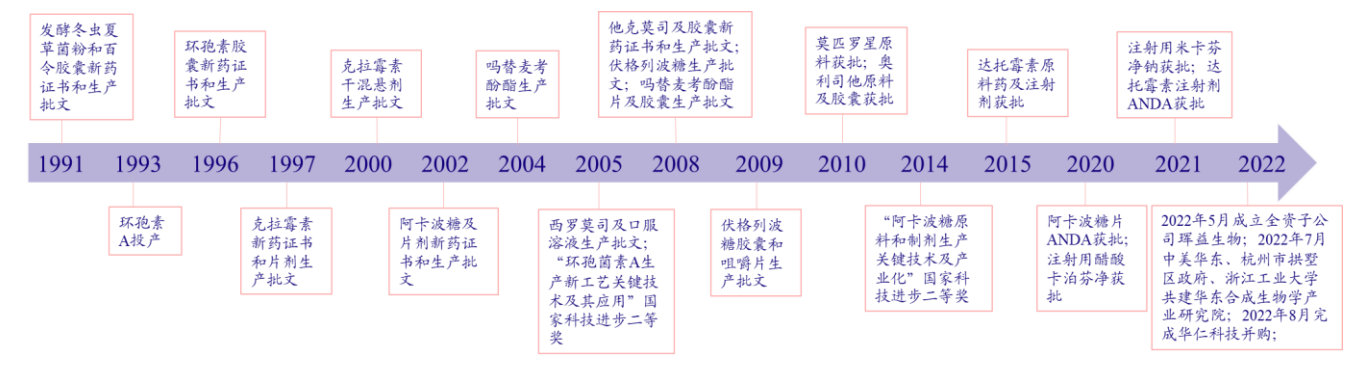 发酵冬虫夏
草菌粉和百
令胶囊新药
证书和生产
批文
环孢素胶
囊新药证
书和生产
批文
克拉霉素
干混悬剂
生产批文
吗替麦考
酚酯生产
批文
他克莫司及胶囊新
药证书和生产批文；
伏格列波糖生产批
文；吗替麦考酚酯
片及胶囊生产批文
莫匹罗星原
料获批；奥
利司他原料
及胶囊获批
达托霉素原
料药及注射
剂获批
注射用米卡芬
净钠获批；达
托霉素注射剂
ANDA获批
1991 1993 1996 1997 2000 2002 2004 2005 2008 2009 2010 2014 2015 2020 2021 2022
环孢素
A投产
克拉霉素
新药证书
和片剂生
产批文
阿卡波糖及
片剂新药证
书和生产批
文
西罗莫司及口服
溶液生产批文；
“环孢菌素A生
产新工艺关键技
术及其应用”国
家科技进步二等
奖
伏格列波
糖胶囊和
咀嚼片生
产批文
“阿卡波糖原
料和制剂生产
关键技术及产
业化”国家科
技进步二等奖
阿卡波糖片
ANDA获批；
注射用醋酸
卡泊芬净获
批
2022年5月成立全资子公
司珲益生物；2022年7月
中美华东、杭州市拱墅
区政府、浙江工业大学
共建华东合成生物学产
业研究院；2022年8月完
成华仁科技并购；